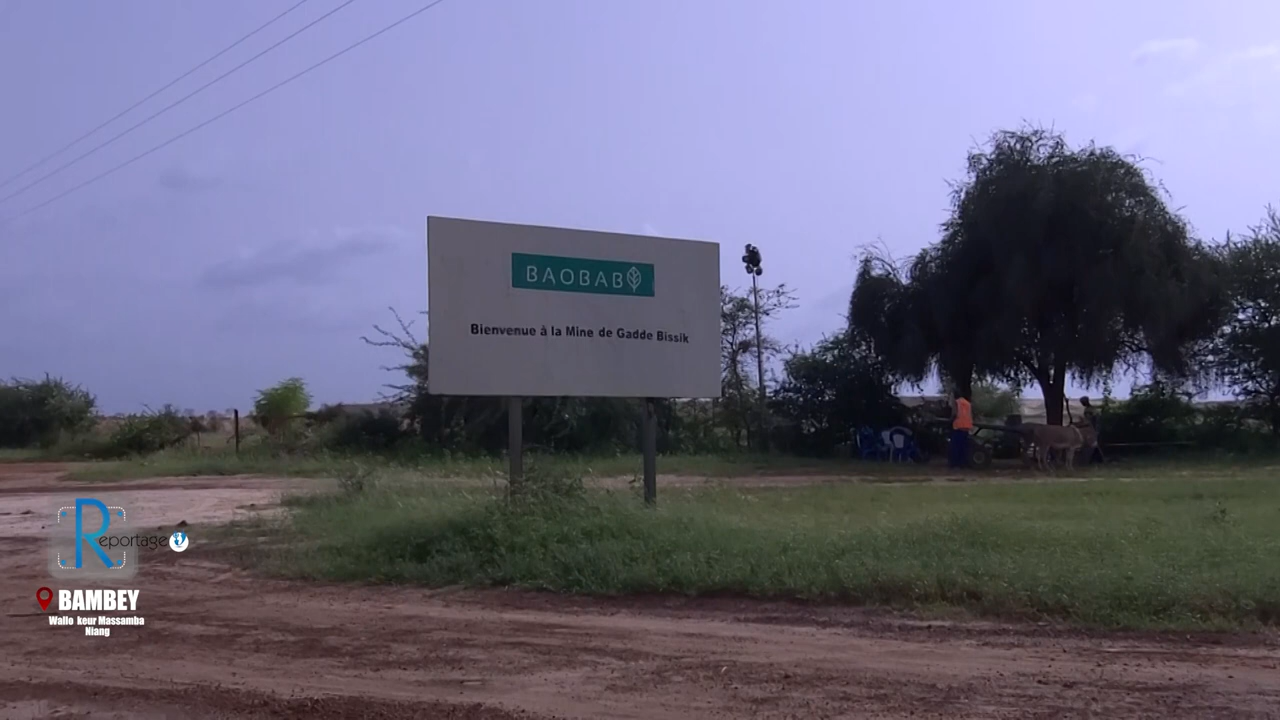 BAOBAB
Bienvenue à la Mine de Gadde Bissik
Reportage
BAMBEY
Wallo keur Massamba
Niang